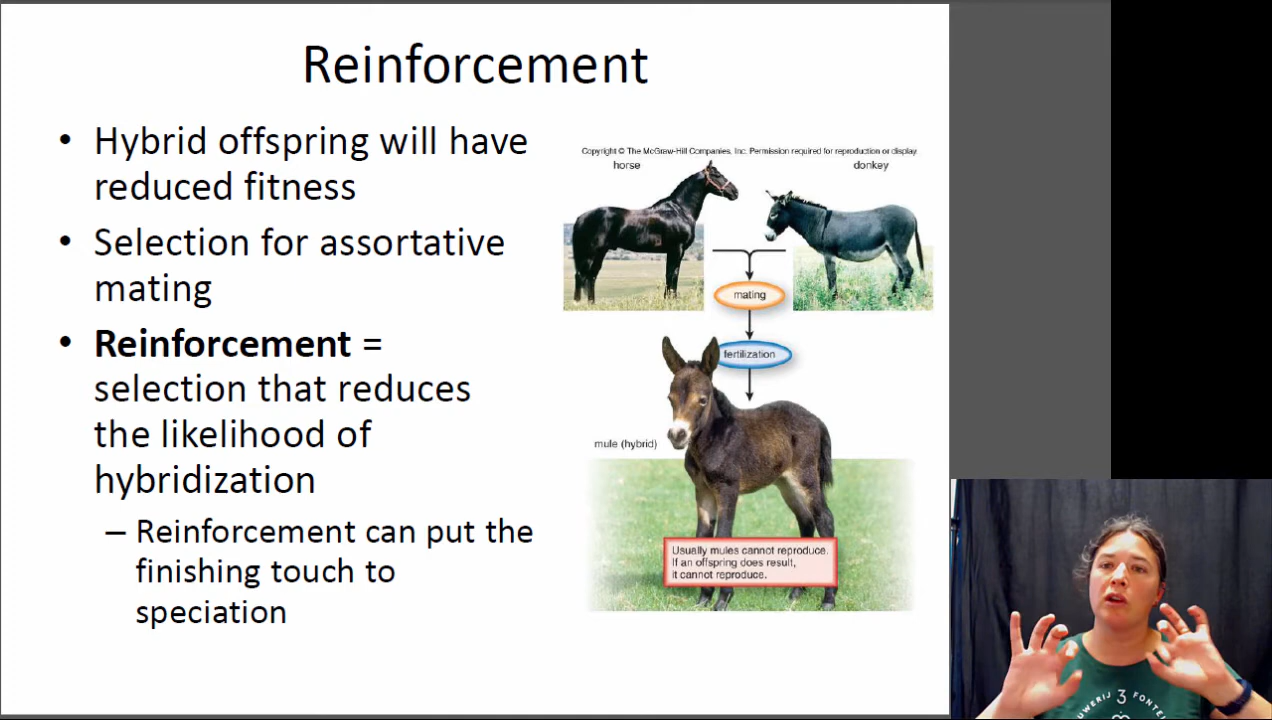 Reinforcement
• Hybrid offspring will have
reduced fitness
• Selection for assortative
mating
• Reinforcement =
selection that reduces
the likelihood of
hybridization
– Reinforcement can put the
finishing touch to
speciation
Copyright © The McGraw-Hill Companies, Inc. Permission required for reproduction or display.
horse
donkey
mating
fertilization
mule (hybrid)
Usually mules cannot reproduce.
If an offspring does result,
it cannot reproduce.
3 FONTEI